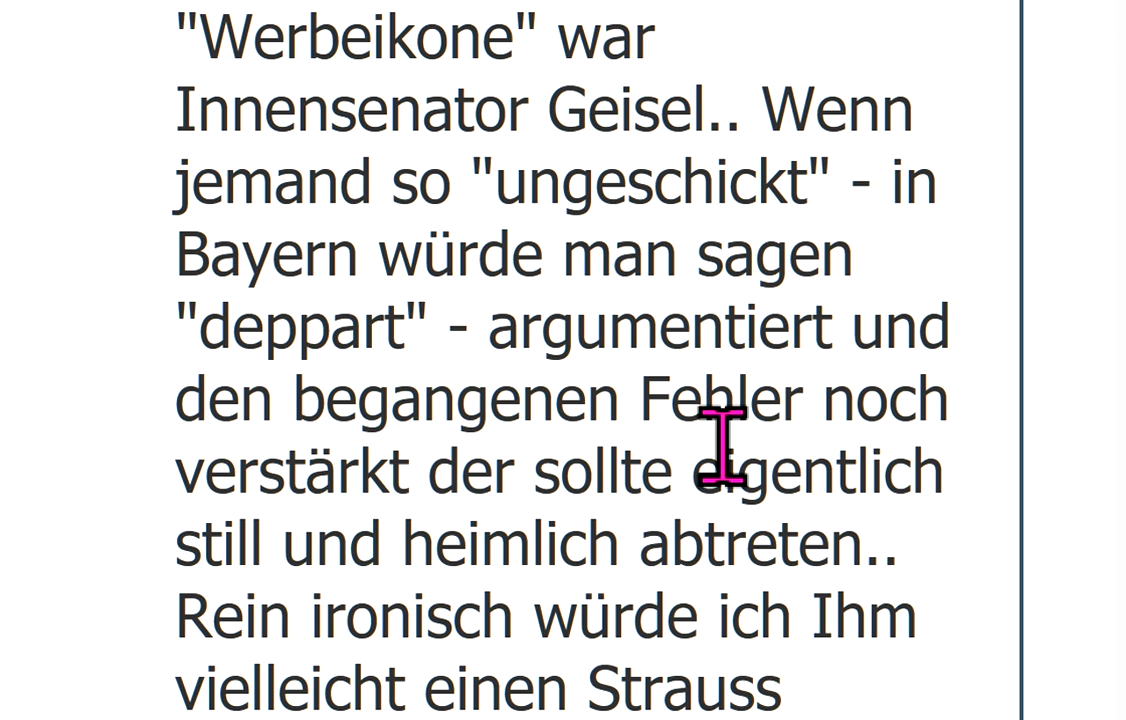 "Werbeikone" war
Innensenator Geisel.. Wenn
jemand so "ungeschickt" - in
Bayern würde man sagen
"deppart" - argumentiert und
den begangenen Fehler noch
verstärkt der sollte eigentlich
still und heimlich abtreten..
Rein ironisch würde ich Ihm
vielleicht einen Strauss